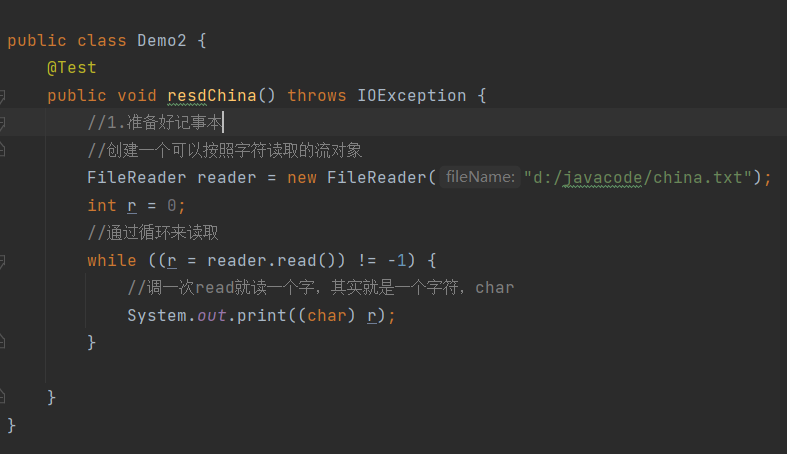 public class Demo2 {
@Test
public void resdChina() throws IOException {
//1.准备好记事本
//创建一个可以按照字符读取的流对象
FileReader reader = new FileReader( fileName: "d:/javacode/china.txt");
int r = 0;
//通过循环来读取
while ((r = reader.read()) != -1) {
//调一次read就读一个字，其实就是一个字符，char
System.out.print((char) r);
}
}
}